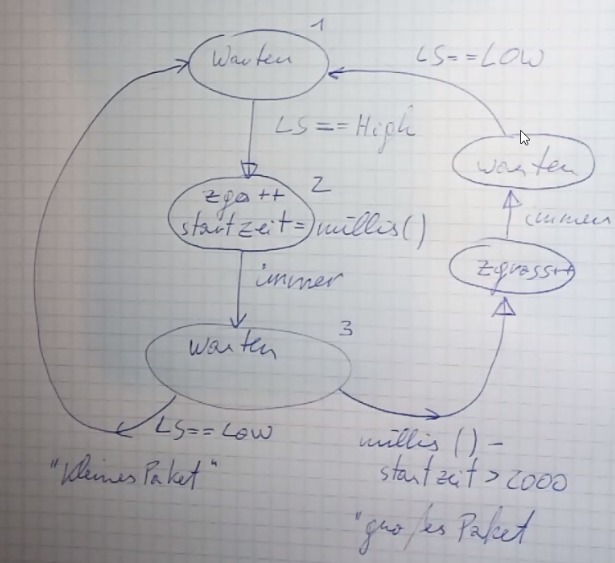 1
warten
LS==LOW
LS==High
2
zges++
startzeit=millis()
warten
immer
zgross++
immer
3
warten
LS==LOW
"kleines Paket"
millis() -
startzeit > 2000
"großes Paket